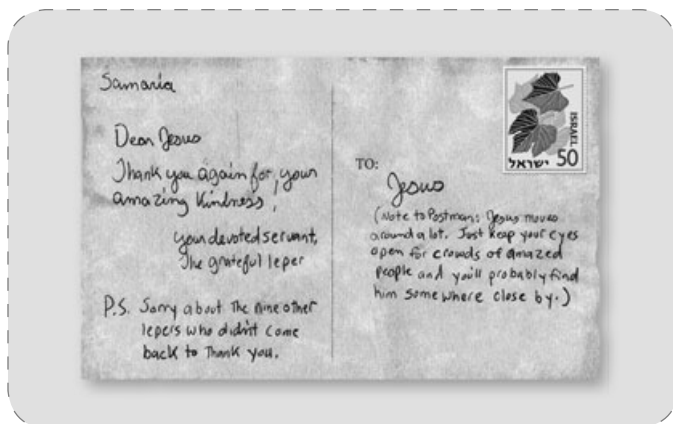 Samaria
Dear Jesus
Thank you again for your
amazing kindness,
your devoted servant,
The grateful leper
P.S. Sorry about the nine other
lepers who didn't come
back to thank you.
ISRAEL
ישראל 50
TO:
Jesus
(Note to Postman: Jesus moves
around a lot. Just keep your eyes
open for crowds of amazed
people and you'll probably find
him somewhere close by.)